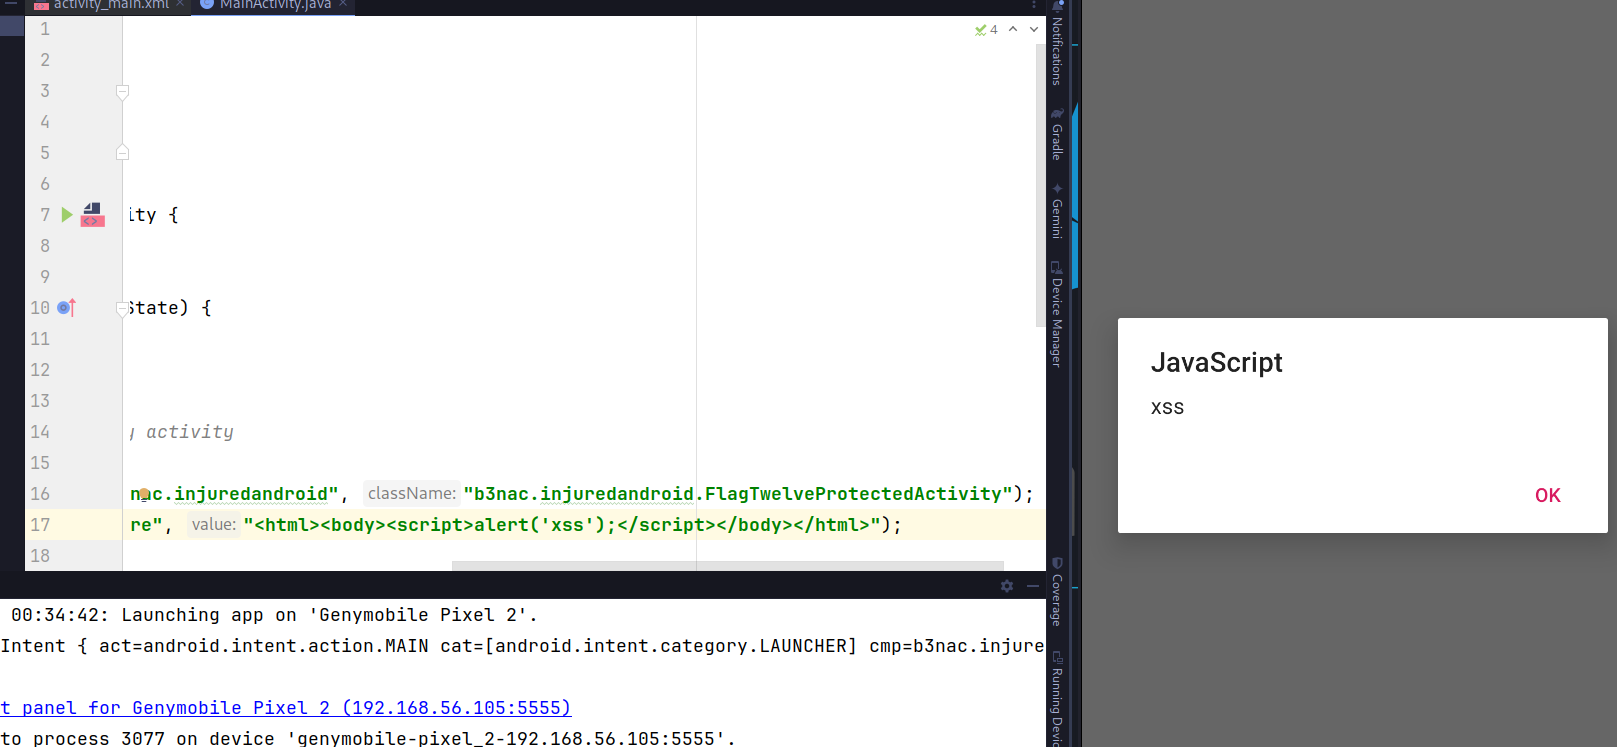 activity_main.xml
MainActivity.java
1
4
2
3
4
5
6
7 ity {
8
9
10 State) {
11
12
13
14 activity
15
16 .injuredandroid", className: "b3nac.injuredandroid.FlagTwelveProtectedActivity");
17 re", value: "<html><body><script>alert('xss');</script></body></html>");
18
00:34:42: Launching app on 'Genymobile Pixel 2'.
Intent { act=android.intent.action.MAIN cat=[android.intent.category.LAUNCHER] cmp=b3nac.injure
t panel for Genymobile Pixel 2 (192.168.56.105:5555)
to process 3077 on device 'genymobile-pixel_2-192.168.56.105:5555'.
Notifications
Gradle
Gemini
Device Manager
Coverage
Running Devic
JavaScript
xss
OK